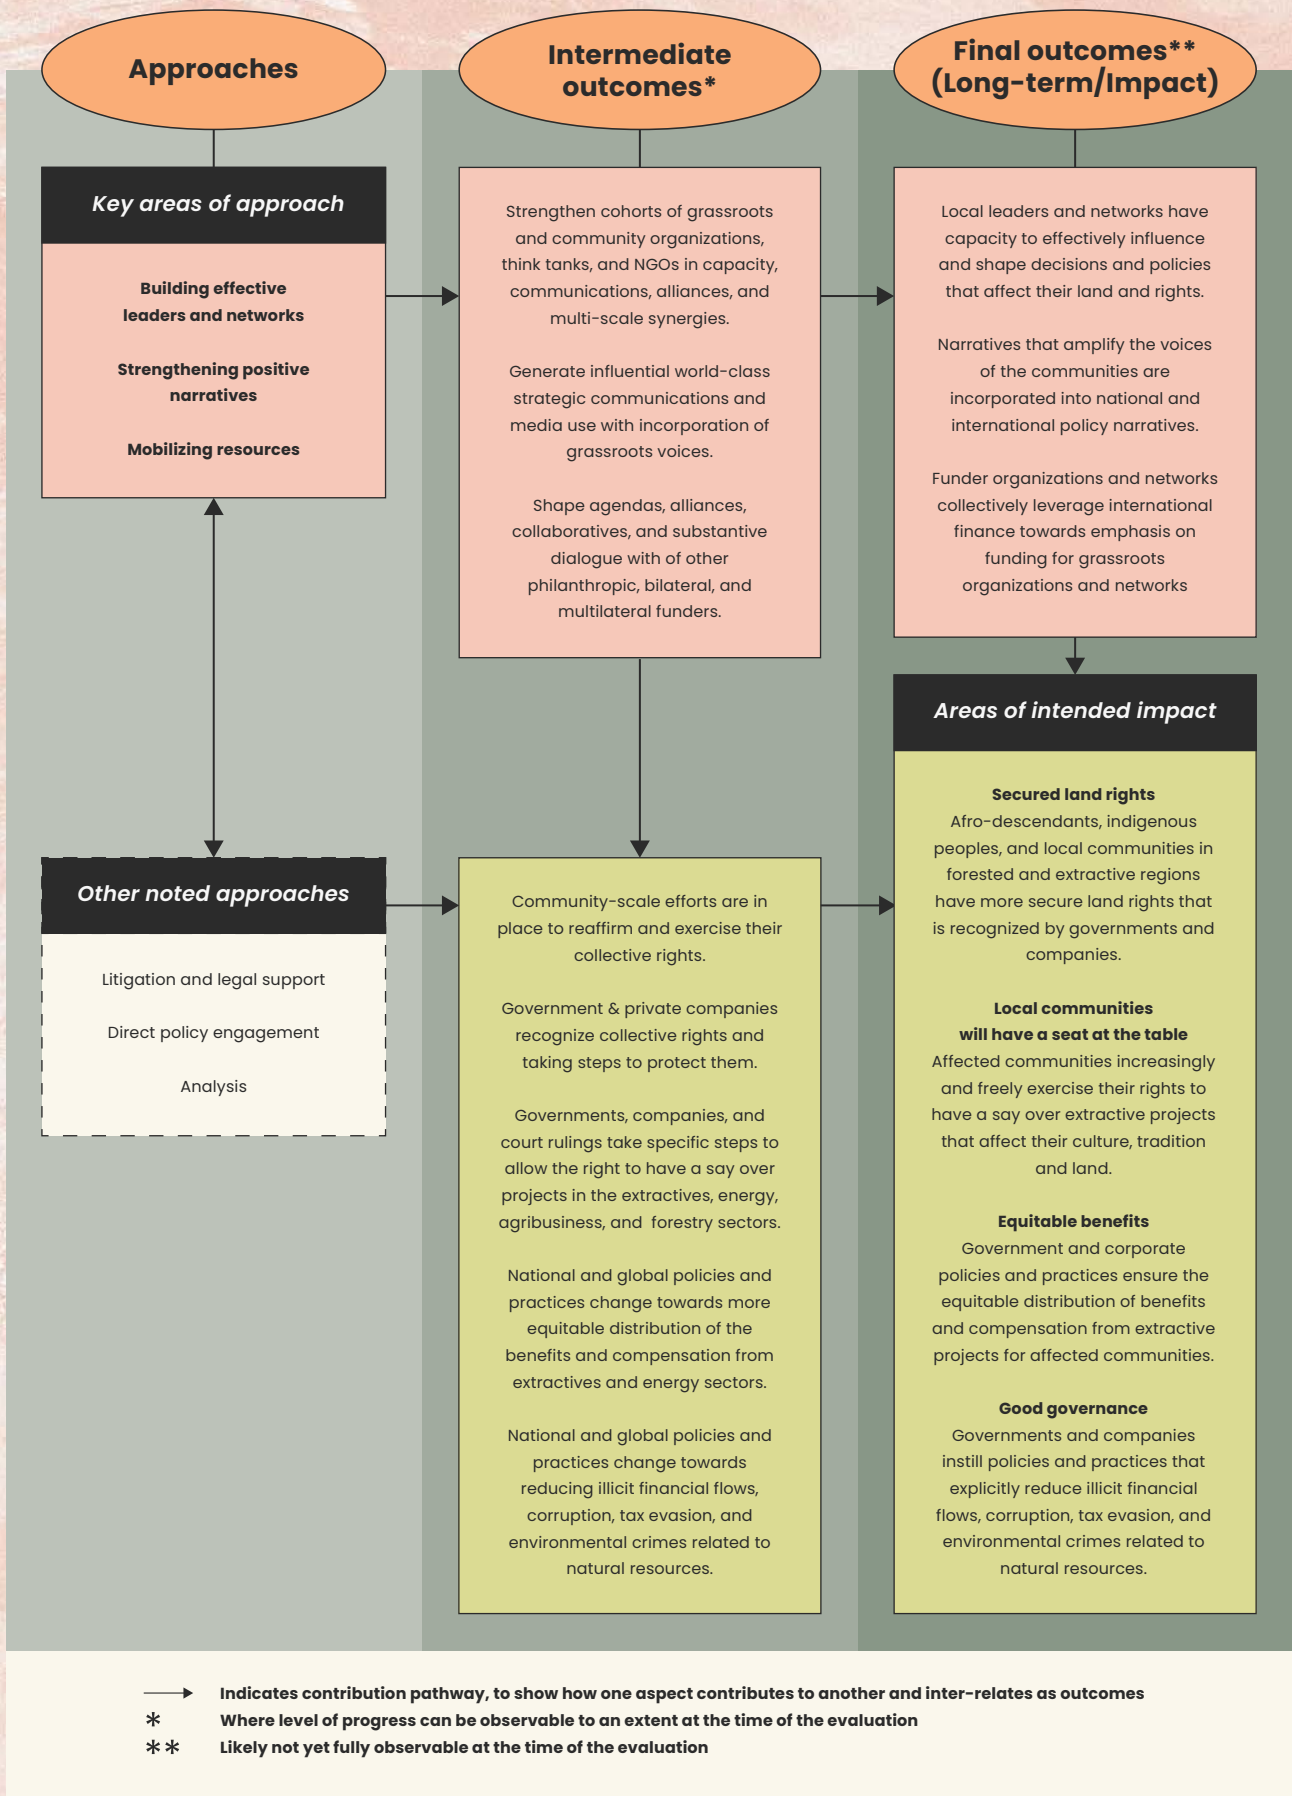 Approaches
Key areas of approach
Building effective
leaders and networks
Strengthening positive
narratives
Mobilizing resources
Other noted approaches
Litigation and legal support
Direct policy engagement
Analysis
Intermediate
outcomes*
Strengthen cohorts of grassroots
and community organizations,
think tanks, and NGOs in capacity,
communications, alliances, and
multi-scale synergies.
Generate influential world-class
strategic communications and
media use with incorporation of
grassroots voices.
Shape agendas, alliances,
collaboratives, and substantive
dialogue with of other
philanthropic, bilateral, and
multilateral funders.
Community-scale efforts are in
place to reaffirm and exercise their
collective rights.
Government & private companies
recognize collective rights and
taking steps to protect them.
Governments, companies, and
court rulings take specific steps to
allow the right to have a say over
projects in the extractives, energy,
agribusiness, and  forestry sectors.
National and global policies and
practices change towards more
equitable distribution of the
benefits and compensation from
extractives and energy sectors.
National and global policies and
practices change towards
reducing illicit financial flows,
corruption, tax evasion, and
environmental crimes related to
natural resources.
Final outcomes**
(Long-term/Impact)
Local leaders and networks have
capacity to effectively influence
and shape decisions and policies
that affect their land and rights.
Narratives that amplify the voices
of the communities are
incorporated into national and
international policy narratives.
Funder organizations and networks
collectively leverage international
finance towards emphasis on
funding for grassroots
organizations and networks
Areas of intended impact
Secured land rights
Afro-descendants, indigenous
peoples, and local communities in
forested and extractive regions
have more secure land rights that
is recognized by governments and
companies.
Local communities
will have a seat at the table
Affected communities increasingly
and freely exercise their rights to
have a say over extractive projects
that affect their culture, tradition
and land.
Equitable benefits
Government and corporate
policies and practices ensure the
equitable distribution of benefits
and compensation from extractive
projects for affected communities.
Good governance
Governments and companies
instill policies and practices that
explicitly reduce illicit financial
flows, corruption, tax evasion, and
environmental crimes related to
natural resources.
Indicates contribution pathway, to show how one aspect contributes to another and inter-relates as outcomes
* Where level of progress can be observable to an extent at the time of the evaluation
** Likely not yet fully observable at the time of the evaluation